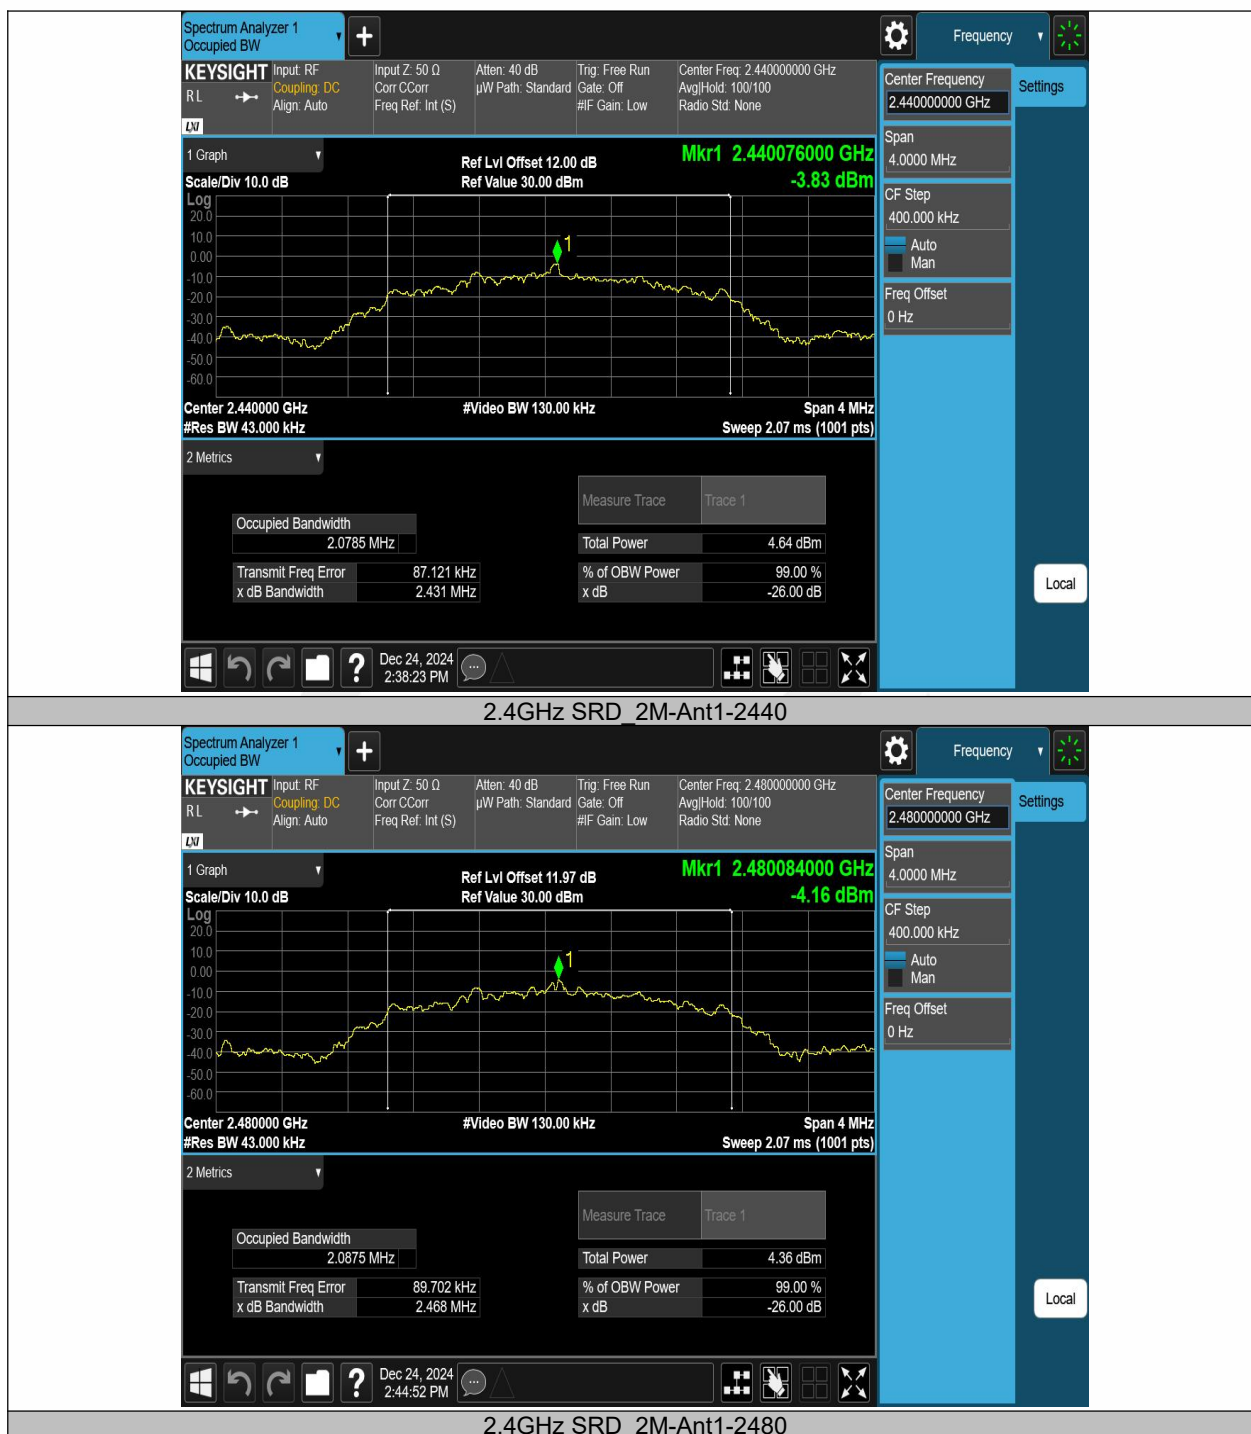 Spectrum Analyzer 1
Occupied BW
Frequency
KEYSIGHT
R L
LXI
Input: RF
Coupling: DC
Align: Auto
Input Z: 50 Ω
Corr CCorr
Freq Ref: Int (S)
Atten: 40 dB
µW Path: Standard
Trig: Free Run
Gate: Off
#IF Gain: Low
Center Freq: 2.440000000 GHz
Avg|Hold: 100/100
Radio Std: None
Center Frequency
2.440000000 GHz
Settings
Span
4.0000 MHz
CF Step
400.000 kHz
Auto
Man
Freq Offset
0 Hz
Local
1 Graph
Scale/Div 10.0 dB
Ref Lvl Offset 12.00 dB
Ref Value 30.00 dBm
Mkr1 2.440076000 GHz
-3.83 dBm
Log
20.0
10.0
0.00
-10.0
-20.0
-30.0
-40.0
-50.0
-60.0
1
Center 2.440000 GHz
#Video BW 130.00 kHz
Span 4 MHz
#Res BW 43.000 kHz
Sweep 2.07 ms (1001 pts)
2 Metrics
Measure Trace Trace 1
Occupied Bandwidth
2.0785 MHz
Total Power 4.64 dBm
Transmit Freq Error 87.121 kHz
% of OBW Power 99.00 %
x dB Bandwidth 2.431 MHz
x dB -26.00 dB
Dec 24, 2024
2:38:23 PM
2.4GHz SRD_2M-Ant1-2440
Spectrum Analyzer 1
Occupied BW
Frequency
KEYSIGHT
R L
LXI
Input: RF
Coupling: DC
Align: Auto
Input Z: 50 Ω
Corr CCorr
Freq Ref: Int (S)
Atten: 40 dB
µW Path: Standard
Trig: Free Run
Gate: Off
#IF Gain: Low
Center Freq: 2.480000000 GHz
Avg|Hold: 100/100
Radio Std: None
Center Frequency
2.480000000 GHz
Settings
Span
4.0000 MHz
CF Step
400.000 kHz
Auto
Man
Freq Offset
0 Hz
Local
1 Graph
Scale/Div 10.0 dB
Ref Lvl Offset 11.97 dB
Ref Value 30.00 dBm
Mkr1 2.480084000 GHz
-4.16 dBm
Log
20.0
10.0
0.00
-10.0
-20.0
-30.0
-40.0
-50.0
-60.0
1
Center 2.480000 GHz
#Video BW 130.00 kHz
Span 4 MHz
#Res BW 43.000 kHz
Sweep 2.07 ms (1001 pts)
2 Metrics
Measure Trace Trace 1
Occupied Bandwidth
2.0875 MHz
Total Power 4.36 dBm
Transmit Freq Error 89.702 kHz
% of OBW Power 99.00 %
x dB Bandwidth 2.468 MHz
x dB -26.00 dB
Dec 24, 2024
2:44:52 PM
2.4GHz SRD_2M-Ant1-2480